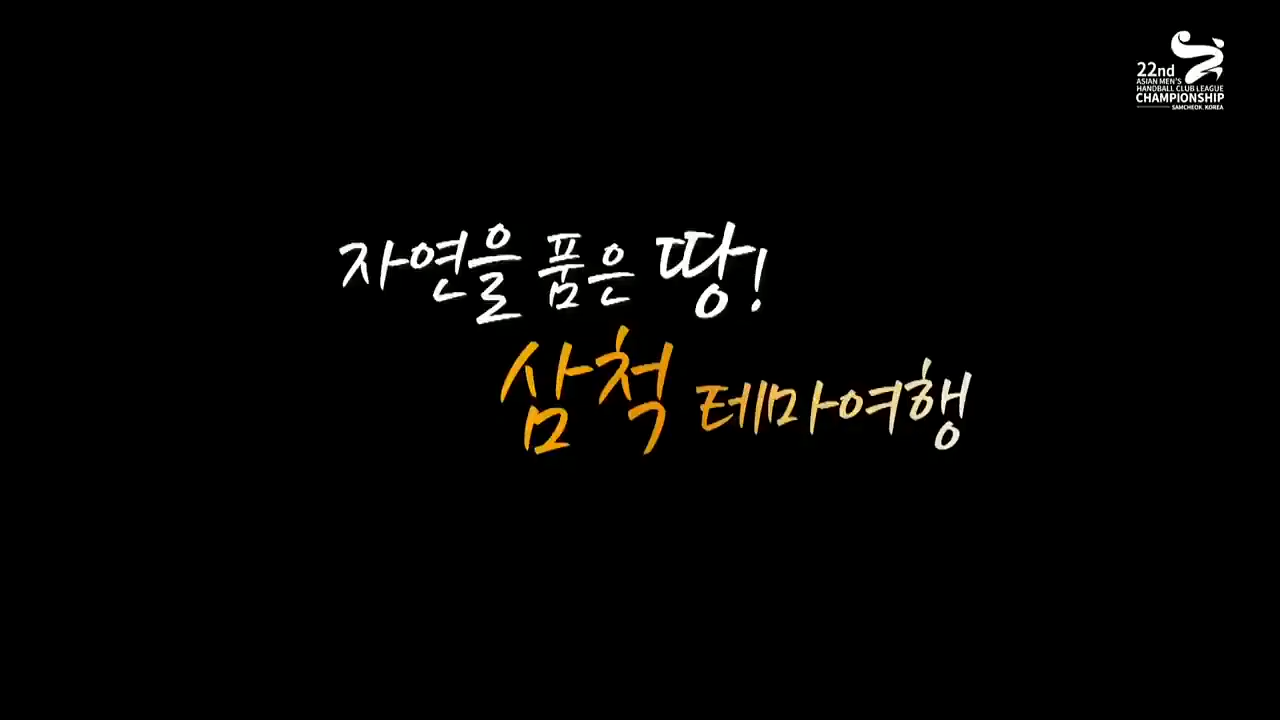 22nd
ASIAN MEN'S
HANDBALL CLUB LEAGUE
CHAMPIONSHIP
SAMCHEOK. KOREA
자연을 품은 땅!
삼척 테마여행